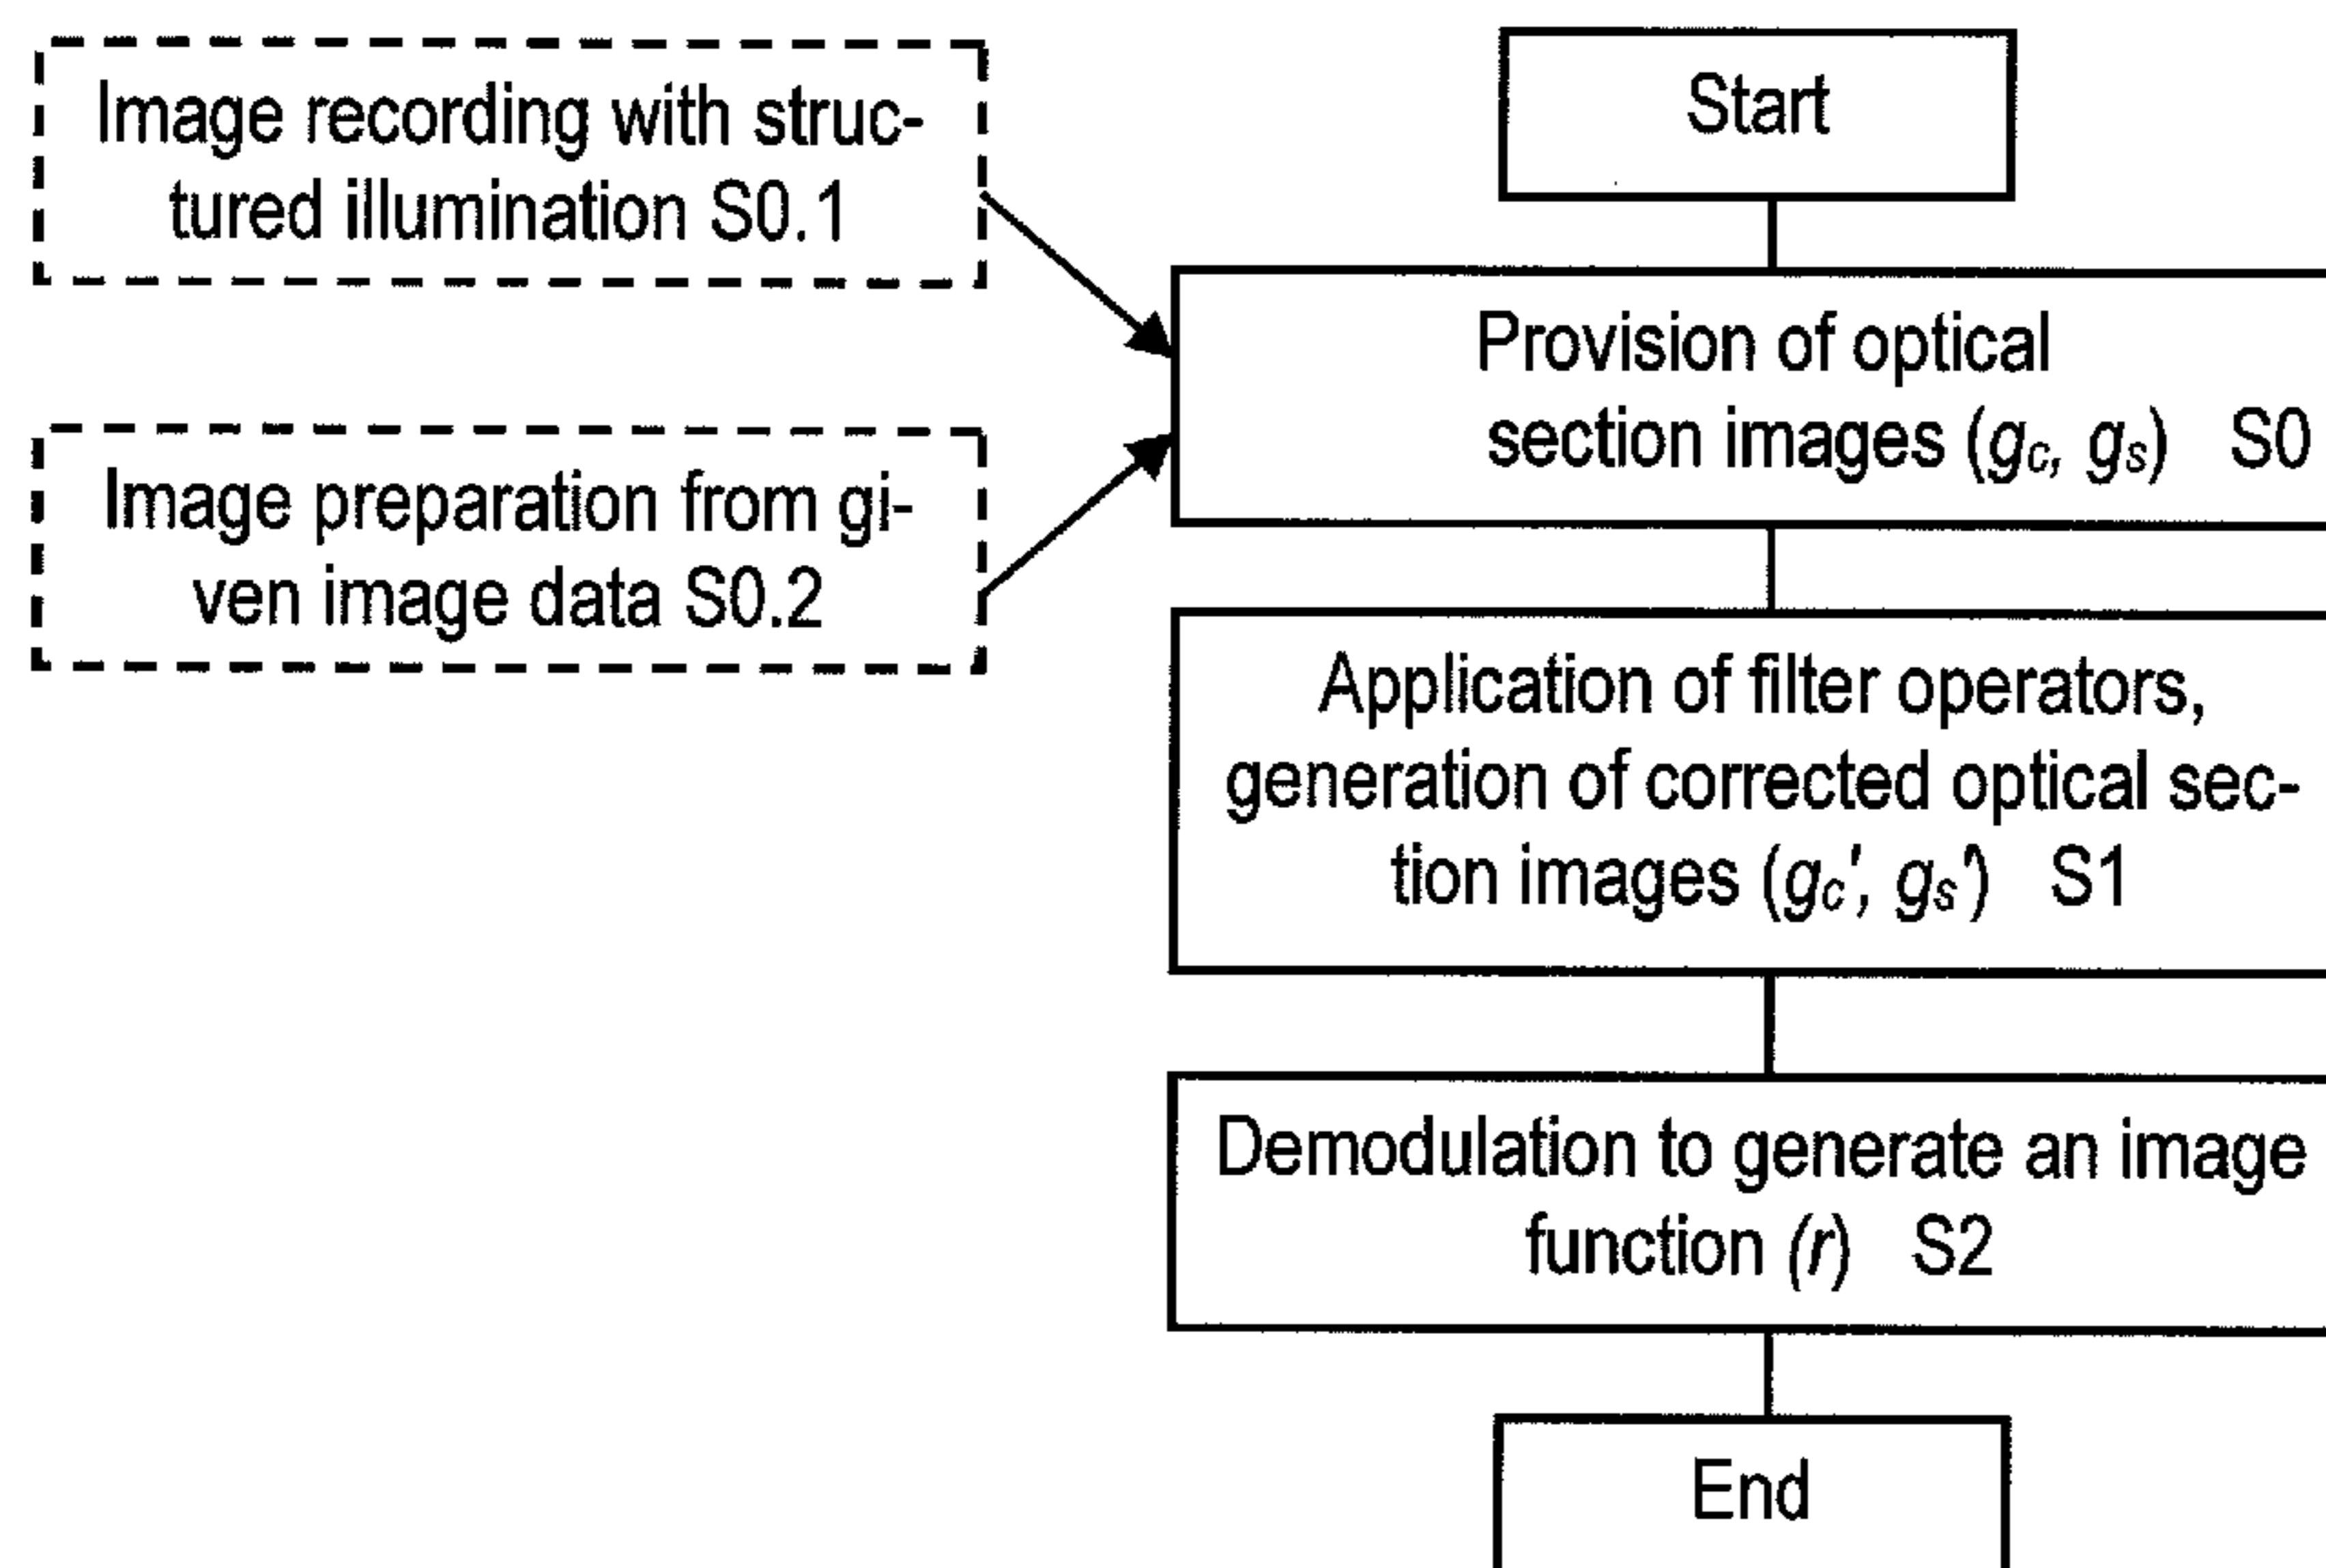 Image recording with struc-
tured illumination S0.1
Image preparation from gi-
ven image data S0.2
Start
Provision of optical
section images (gc, gs) S0
Application of filter operators,
generation of corrected optical sec-
tion images (gc', gs') S1
Demodulation to generate an image
function (r) S2
End